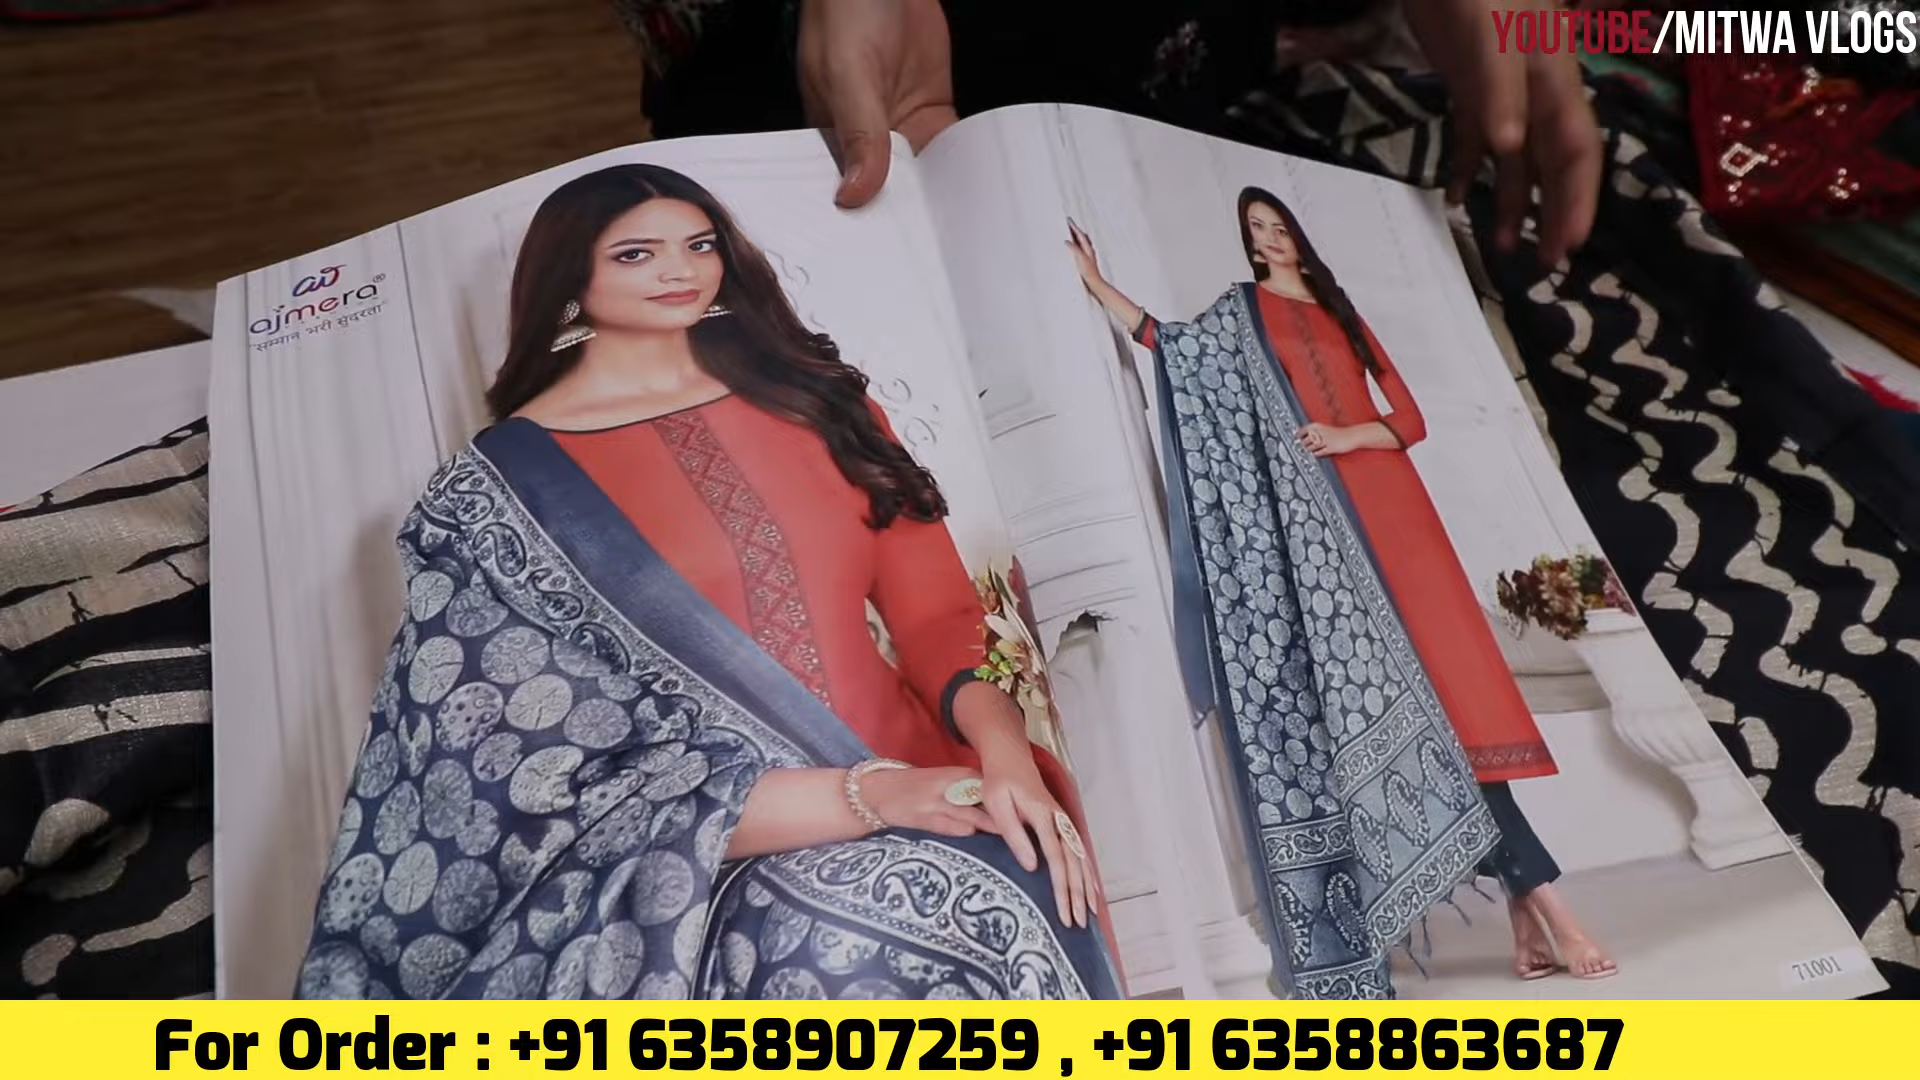 YOUTUBE/MITWA VLOGS
ajmera®
"सम्मान भरी सुंदरता"
71001
For Order : +91 6358907259 , +91 6358863687